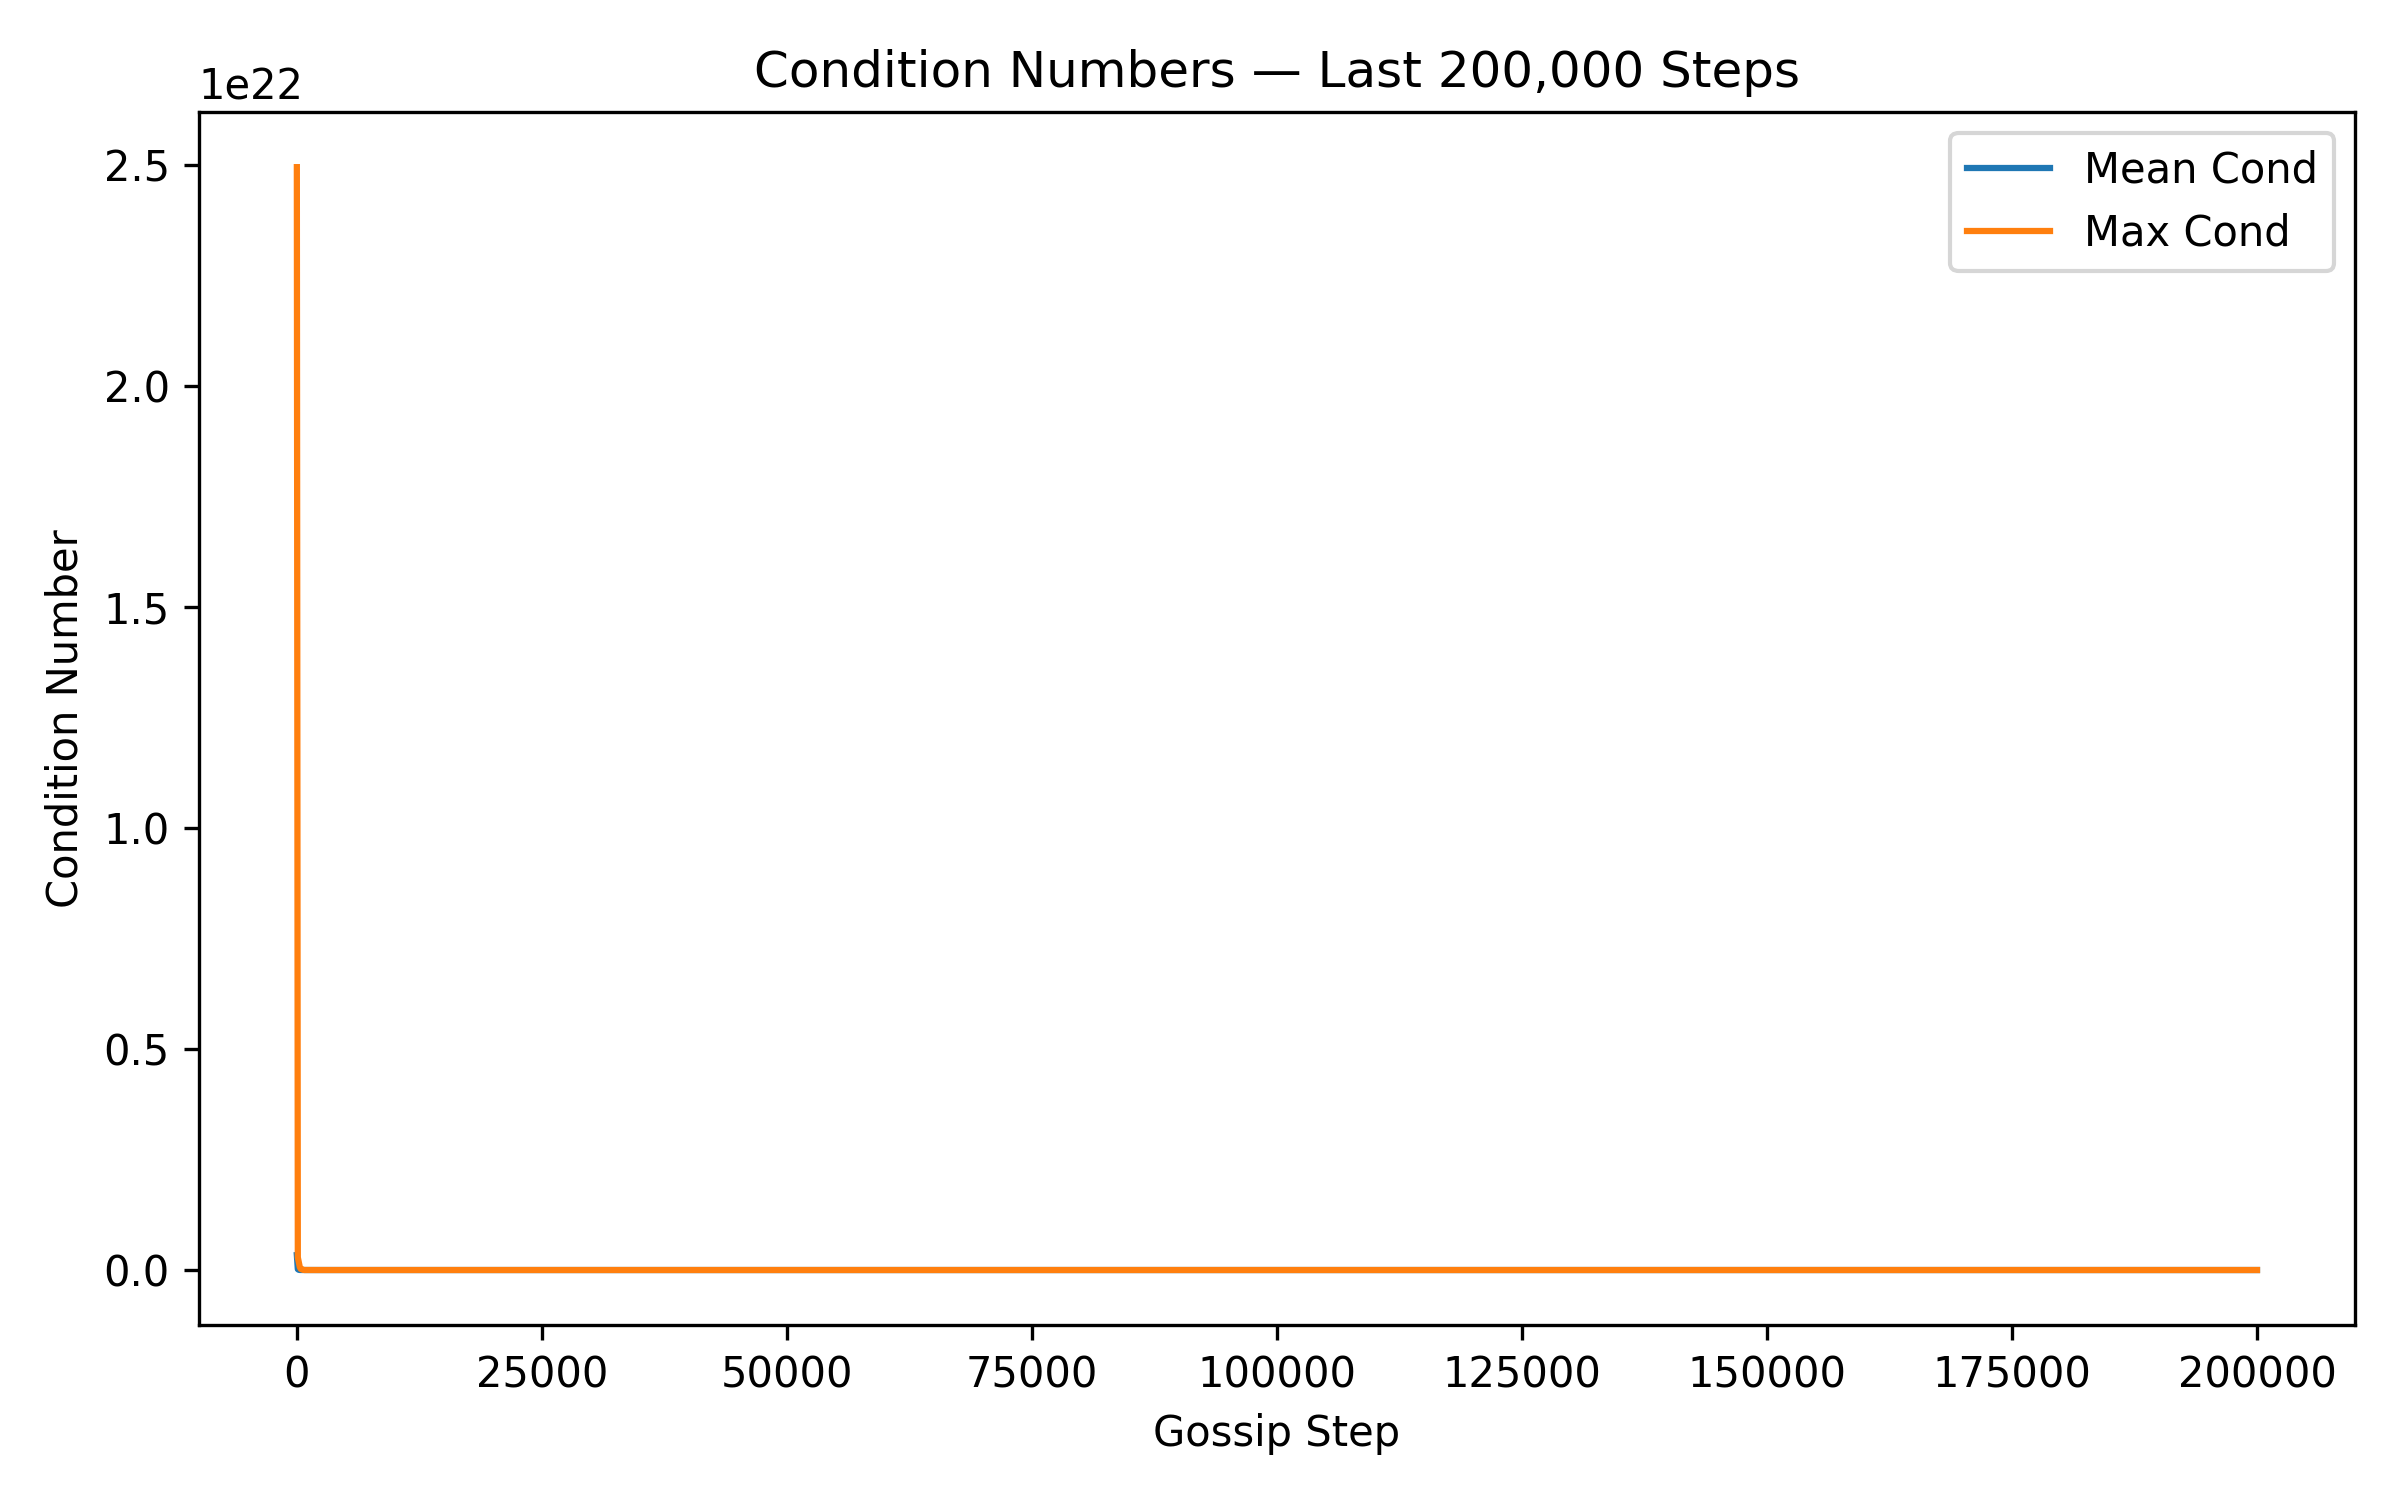 Condition Numbers — Last 200,000 Steps
1e22
Mean Cond
Max Cond
2.5
2.0
1.5
1.0
0.5
0.0
Condition Number
0 25000 50000 75000 100000 125000 150000 175000 200000
Gossip Step